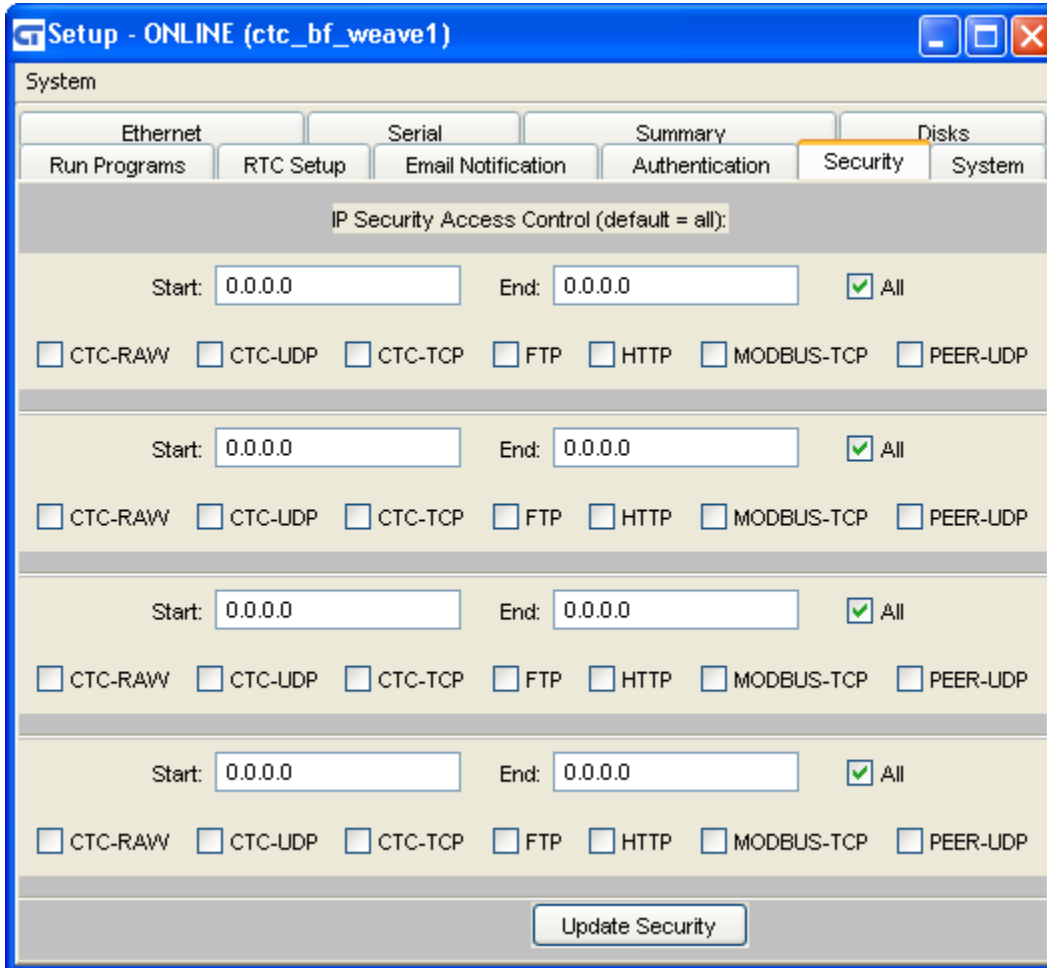 Setup - ONLINE (ctc_bf_weave1)
System
Ethernet Serial Summary Disks
Run Programs RTC Setup Email Notification Authentication Security System
IP Security Access Control (default = all):
Start: 0.0.0.0 End: 0.0.0.0 All
CTC-RAW CTC-UDP CTC-TCP FTP HTTP MODBUS-TCP PEER-UDP
Start: 0.0.0.0 End: 0.0.0.0 All
CTC-RAW CTC-UDP CTC-TCP FTP HTTP MODBUS-TCP PEER-UDP
Start: 0.0.0.0 End: 0.0.0.0 All
CTC-RAW CTC-UDP CTC-TCP FTP HTTP MODBUS-TCP PEER-UDP
Start: 0.0.0.0 End: 0.0.0.0 All
CTC-RAW CTC-UDP CTC-TCP FTP HTTP MODBUS-TCP PEER-UDP
Update Security